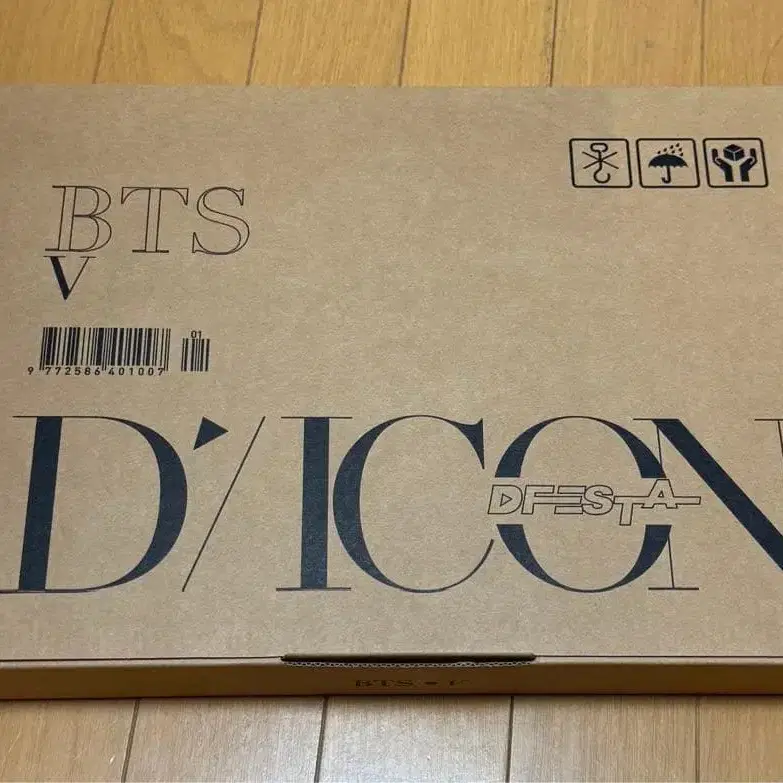 BTS
V
01
9 772586 401007
D'/ICON
DFESTA
BTS • V